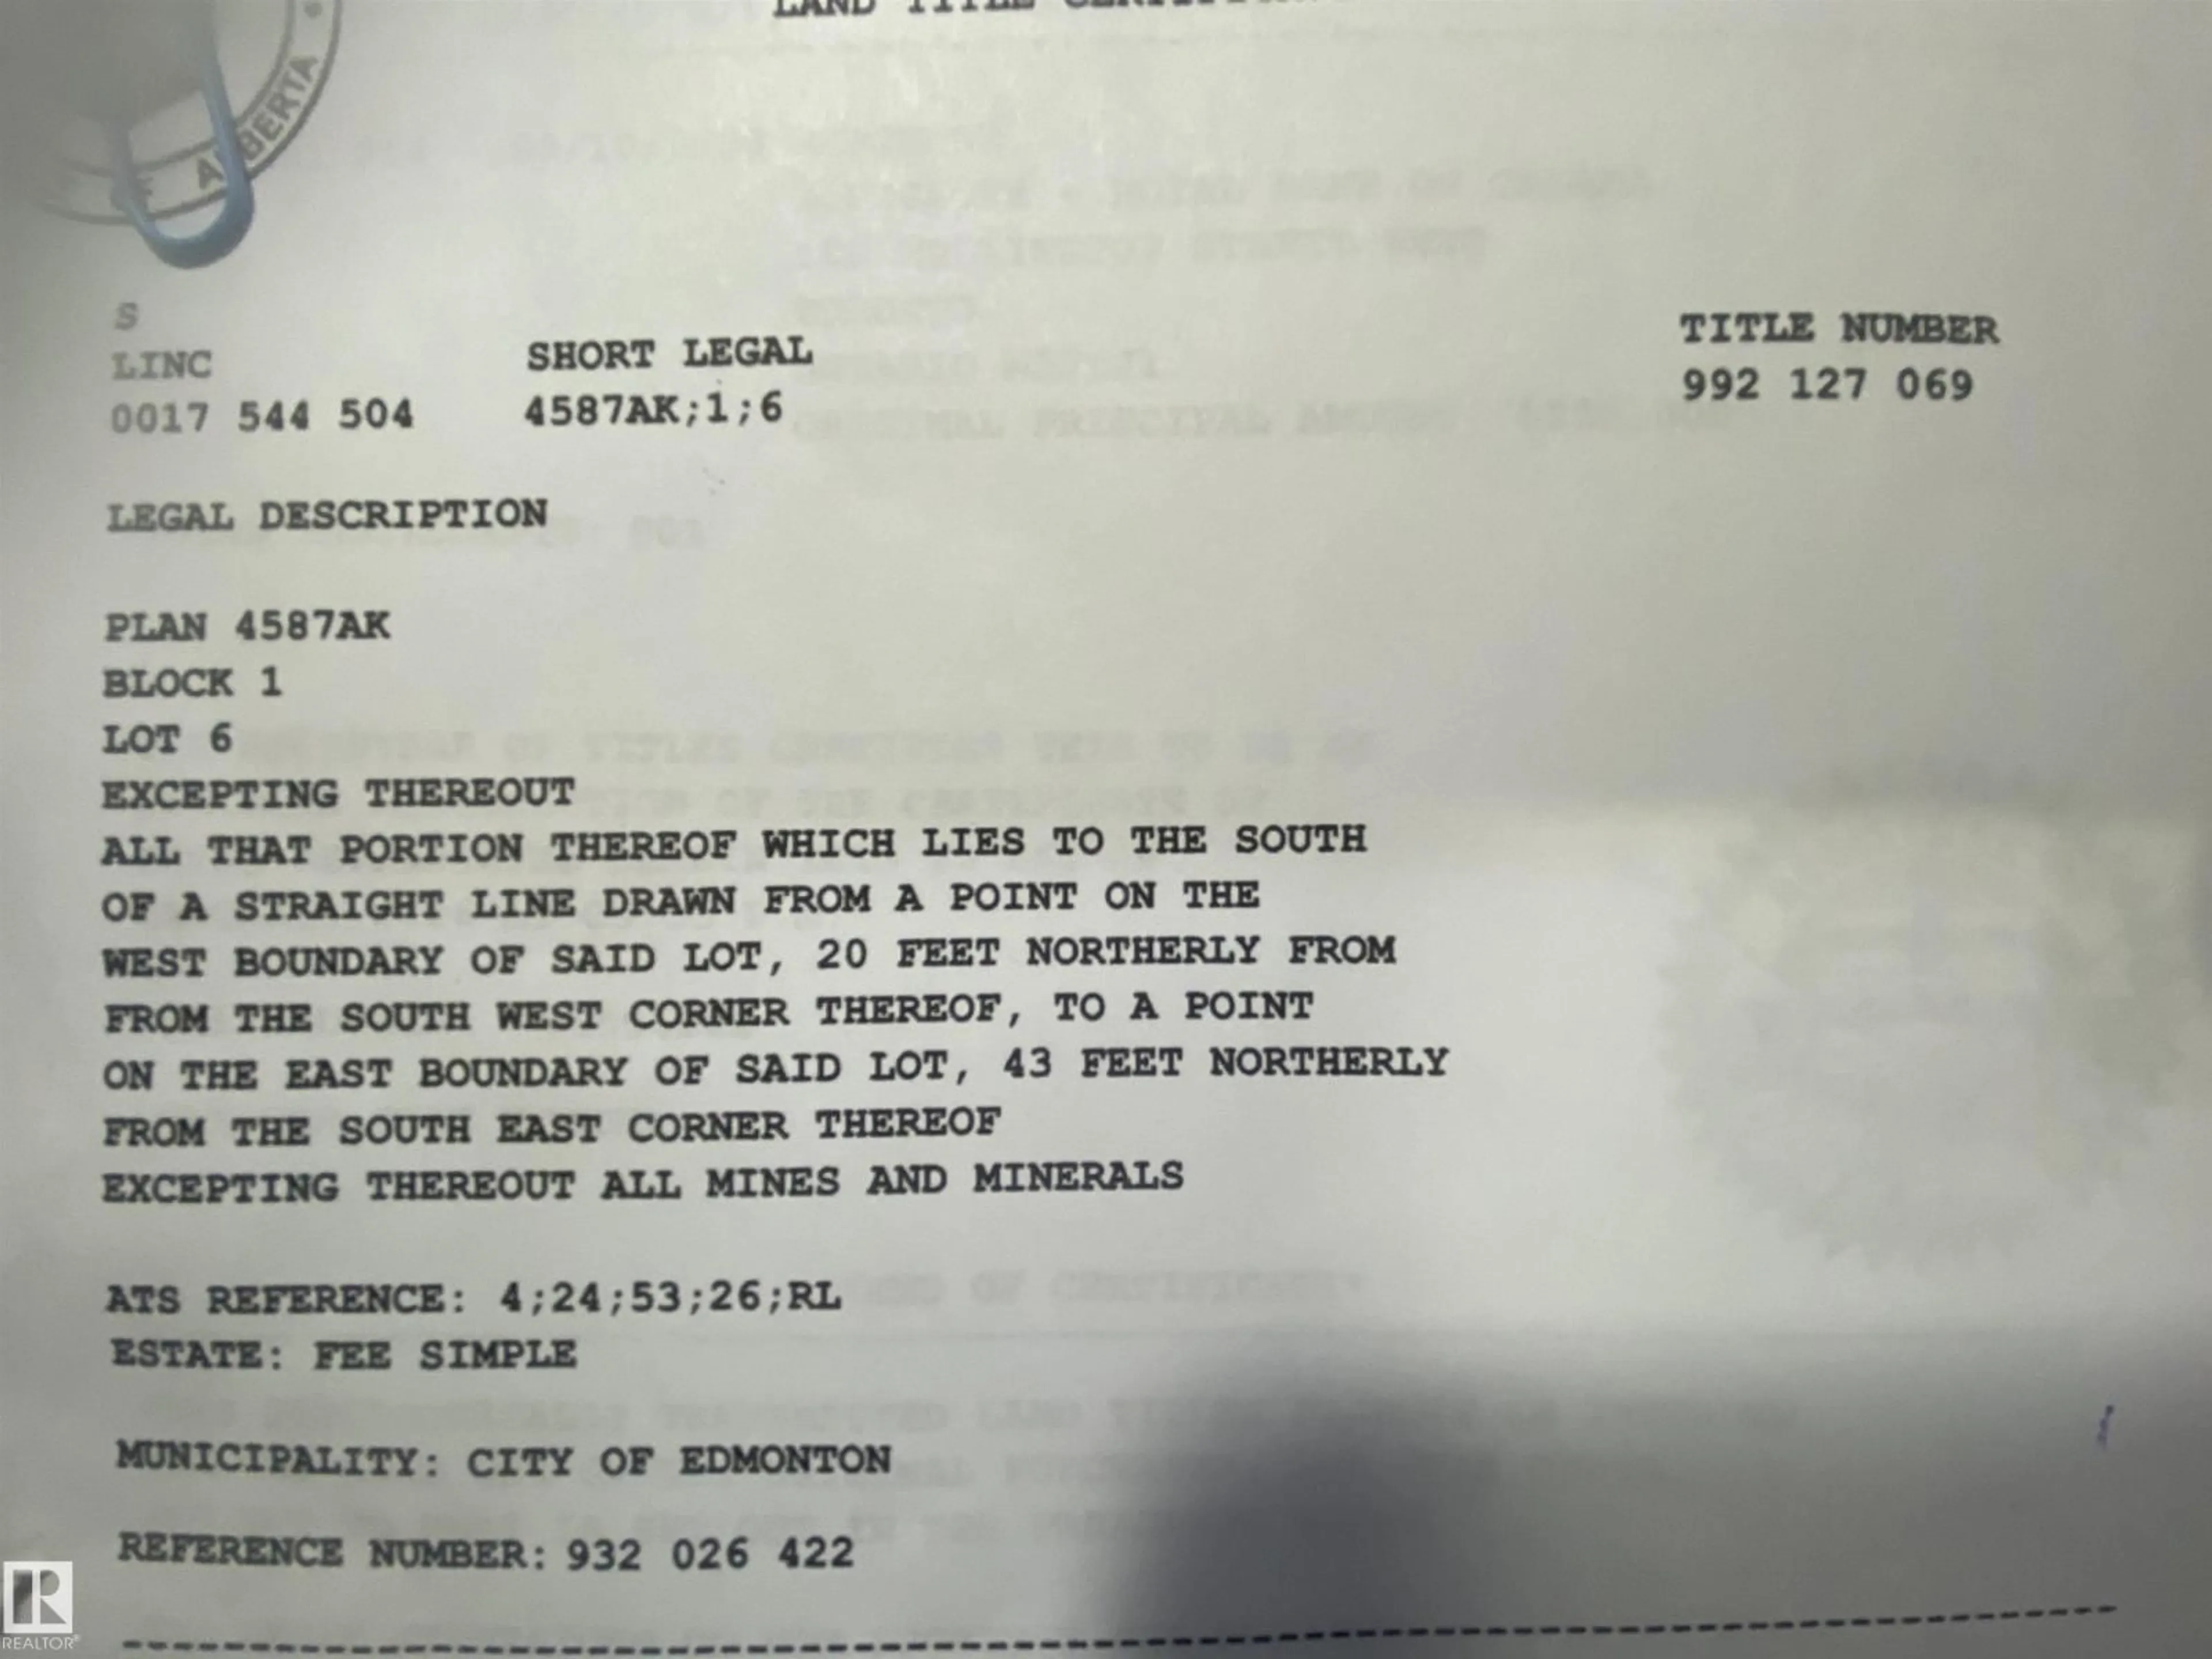 LAND TITLE
ALBERTA
S
LINC SHORT LEGAL TITLE NUMBER
0017 544 504 4587AK;1;6 992 127 069
LEGAL DESCRIPTION
PLAN 4587AK
BLOCK 1
LOT 6
EXCEPTING THEREOUT
ALL THAT PORTION THEREOF WHICH LIES TO THE SOUTH
OF A STRAIGHT LINE DRAWN FROM A POINT ON THE
WEST BOUNDARY OF SAID LOT, 20 FEET NORTHERLY FROM
FROM THE SOUTH WEST CORNER THEREOF, TO A POINT
ON THE EAST BOUNDARY OF SAID LOT, 43 FEET NORTHERLY
FROM THE SOUTH EAST CORNER THEREOF
EXCEPTING THEREOUT ALL MINES AND MINERALS
ATS REFERENCE: 4;24;53;26;RL
ESTATE: FEE SIMPLE
MUNICIPALITY: CITY OF EDMONTON
REFERENCE NUMBER: 932 026 422
REALTOR®